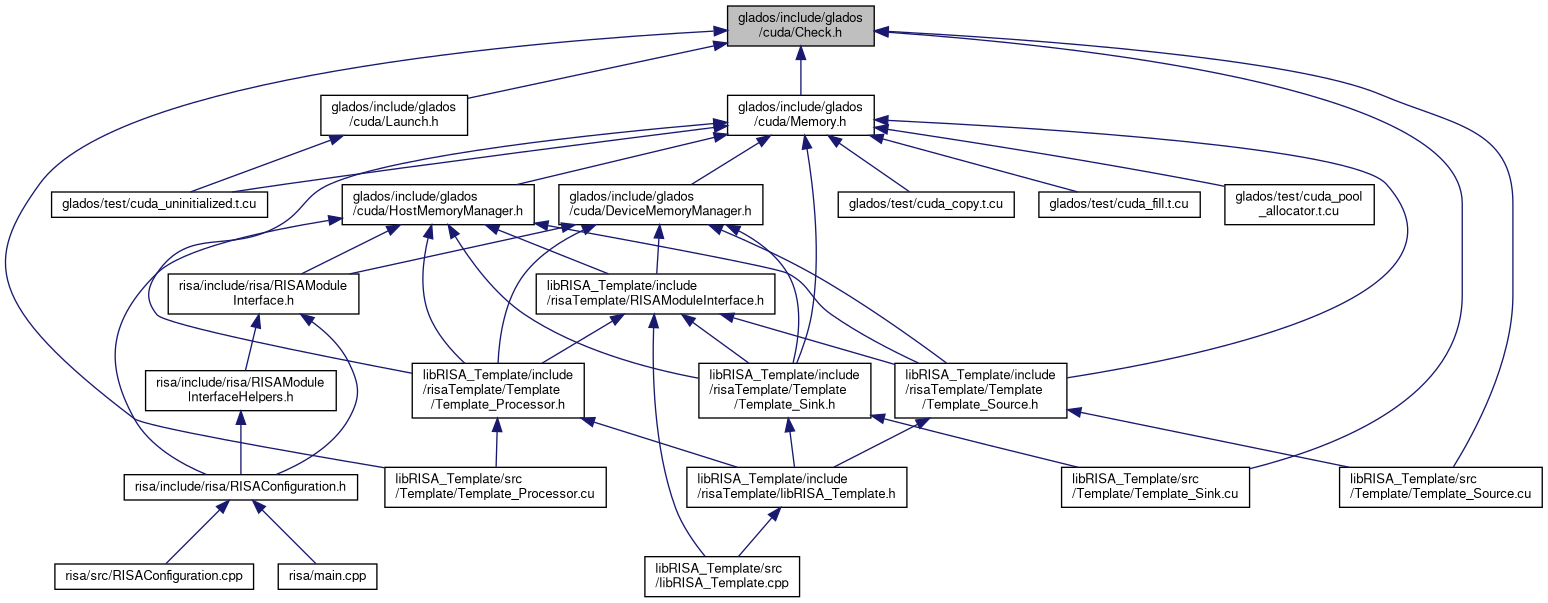 glados/include/glados
/cuda/Check.h
glados/include/glados
/cuda/Launch.h
glados/include/glados
/cuda/Memory.h
glados/test/cuda_uninitialized.t.cu
glados/include/glados
/cuda/HostMemoryManager.h
glados/include/glados
/cuda/DeviceMemoryManager.h
glados/test/cuda_copy.t.cu
glados/test/cuda_fill.t.cu
glados/test/cuda_pool
_allocator.t.cu
risa/include/risa/RISAModule
Interface.h
libRISA_Template/include
/risaTemplate/RISAModuleInterface.h
risa/include/risa/RISAModule
InterfaceHelpers.h
libRISA_Template/include
/risaTemplate/Template
/Template_Processor.h
libRISA_Template/include
/risaTemplate/Template
/Template_Sink.h
libRISA_Template/include
/risaTemplate/Template
/Template_Source.h
risa/include/risa/RISAConfiguration.h
libRISA_Template/src
/Template/Template_Processor.cu
libRISA_Template/include
/risaTemplate/libRISA_Template.h
libRISA_Template/src
/Template/Template_Sink.cu
libRISA_Template/src
/Template/Template_Source.cu
risa/src/RISAConfiguration.cpp
risa/main.cpp
libRISA_Template/src
/libRISA_Template.cpp